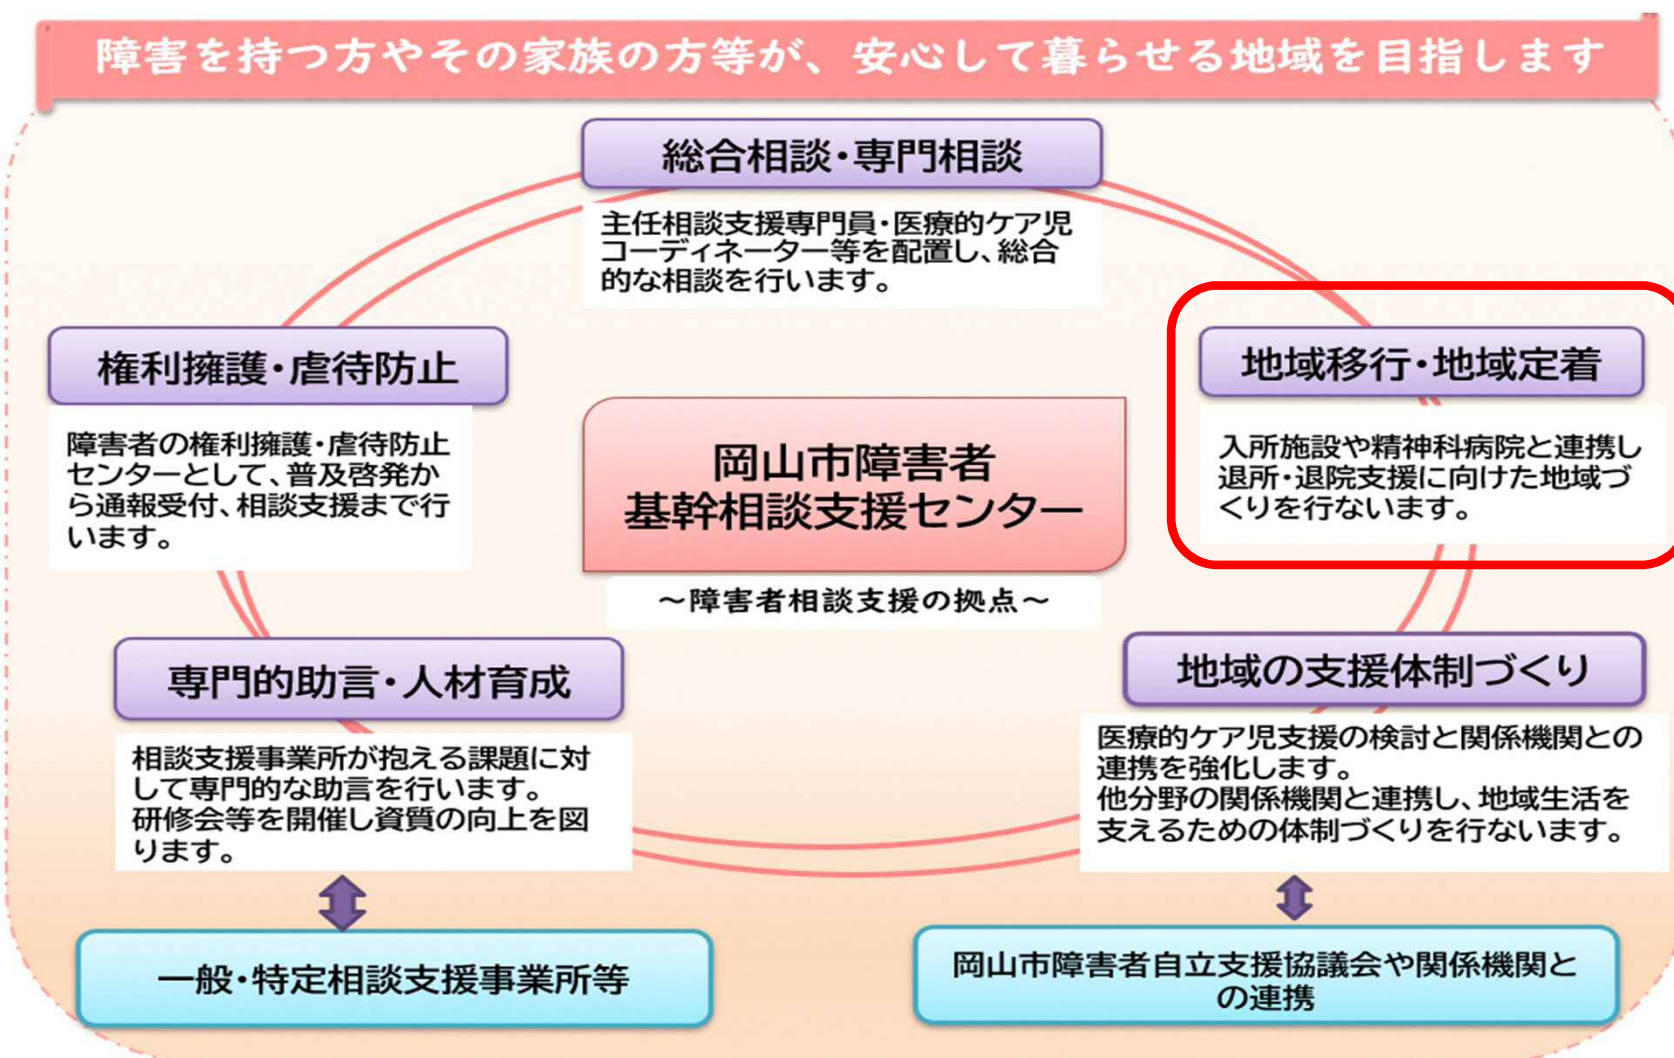 障害を持つ方やその家族の方等が、安心して暮らせる地域を目指します
総合相談・専門相談
主任相談支援専門員・医療的ケア児
コーディネーター等を配置し、総合
的な相談を行います。
権利擁護・虐待防止
障害者の権利擁護・虐待防止
センターとして、普及啓発か
ら通報受付、相談支援まで行
います。
地域移行・地域定着
入所施設や精神科病院と連携し
退所・退院支援に向けた地域づ
くりを行ないます。
岡山市障害者
基幹相談支援センター
～障害者相談支援の拠点～
専門的助言・人材育成
相談支援事業所が抱える課題に対
して専門的な助言を行います。
研修会等を開催し資質の向上を図
ります。
地域の支援体制づくり
医療的ケア児支援の検討と関係機関との
連携を強化します。
他分野の関係機関と連携し、地域生活を
支えるための体制づくりを行ないます。
一般・特定相談支援事業所等
岡山市障害者自立支援協議会や関係機関と
の連携